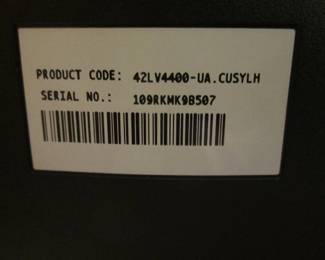 PRODUCT CODE: 42LV4400-UA.CUSYLH
SERIAL NO.: 109RKMK9B507